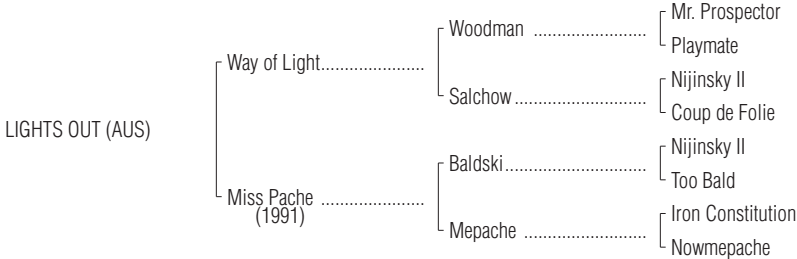 Mr. Prospector
Woodman ........................
Playmate
Way of Light......................
Nijinsky II
Salchow............................
Coup de Folie
LIGHTS OUT (AUS)
Nijinsky II
Baldski..............................
Too Bald
Miss Pache ......................
(1991)
Iron Constitution
Mepache ..........................
Nowmepache